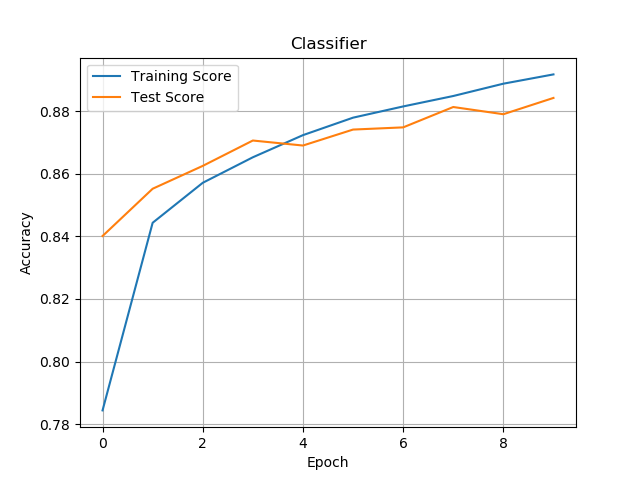 Classifier
Training Score
Test Score
0.88
0.86
0.84
0.82
0.80
0.78
Accuracy
0 2 4 6 8
Epoch